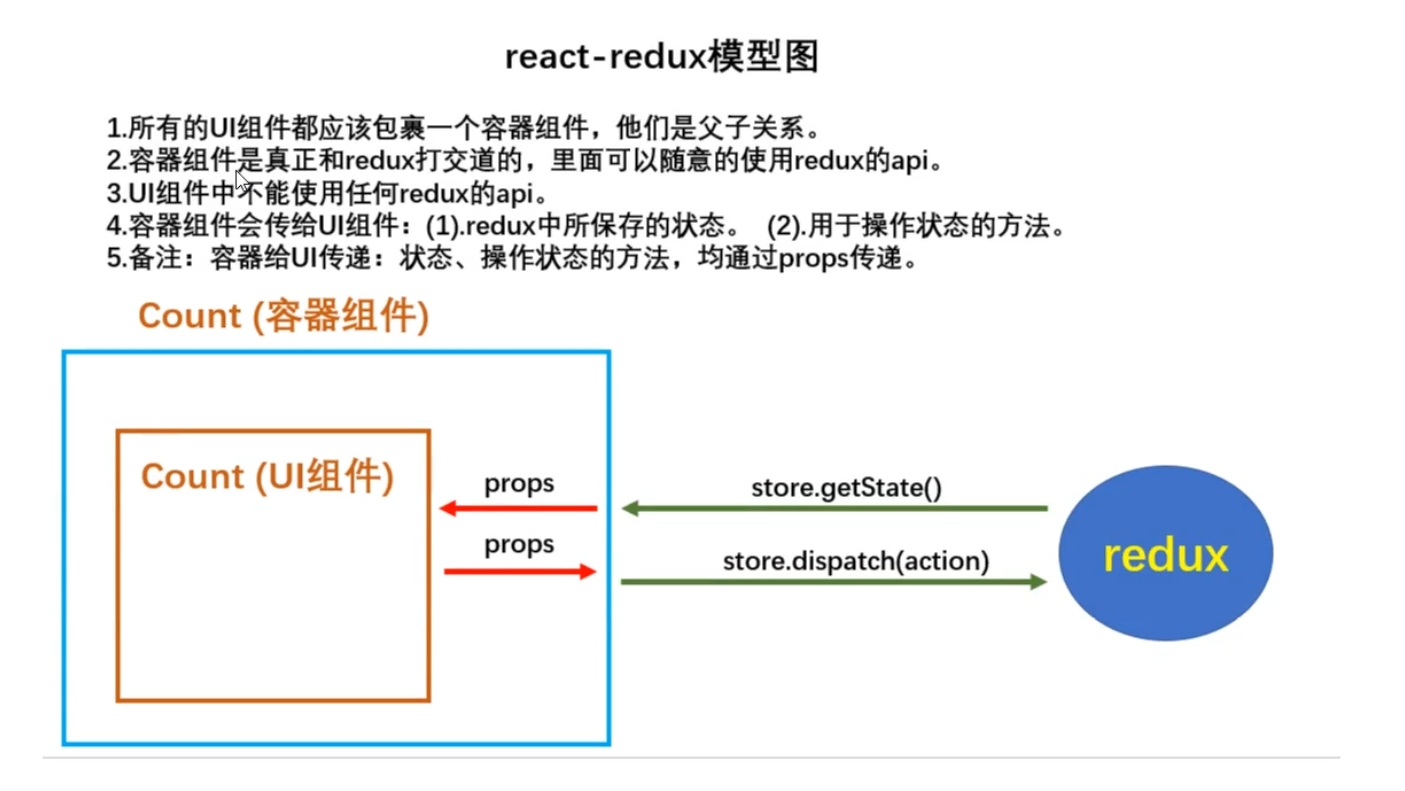 react-redux模型图
1.所有的UI组件都应该包裹一个容器组件，他们是父子关系。
2.容器组件是真正和redux打交道的，里面可以随意的使用redux的api。
3.UI组件中不能使用任何redux的api。
4.容器组件会传给UI组件：(1).redux中所保存的状态。 (2).用于操作状态的方法。
5.备注：容器给UI传递：状态、操作状态的方法，均通过props传递。
Count (容器组件)
Count (UI组件)
props
store.getState()
props
store.dispatch(action)
redux